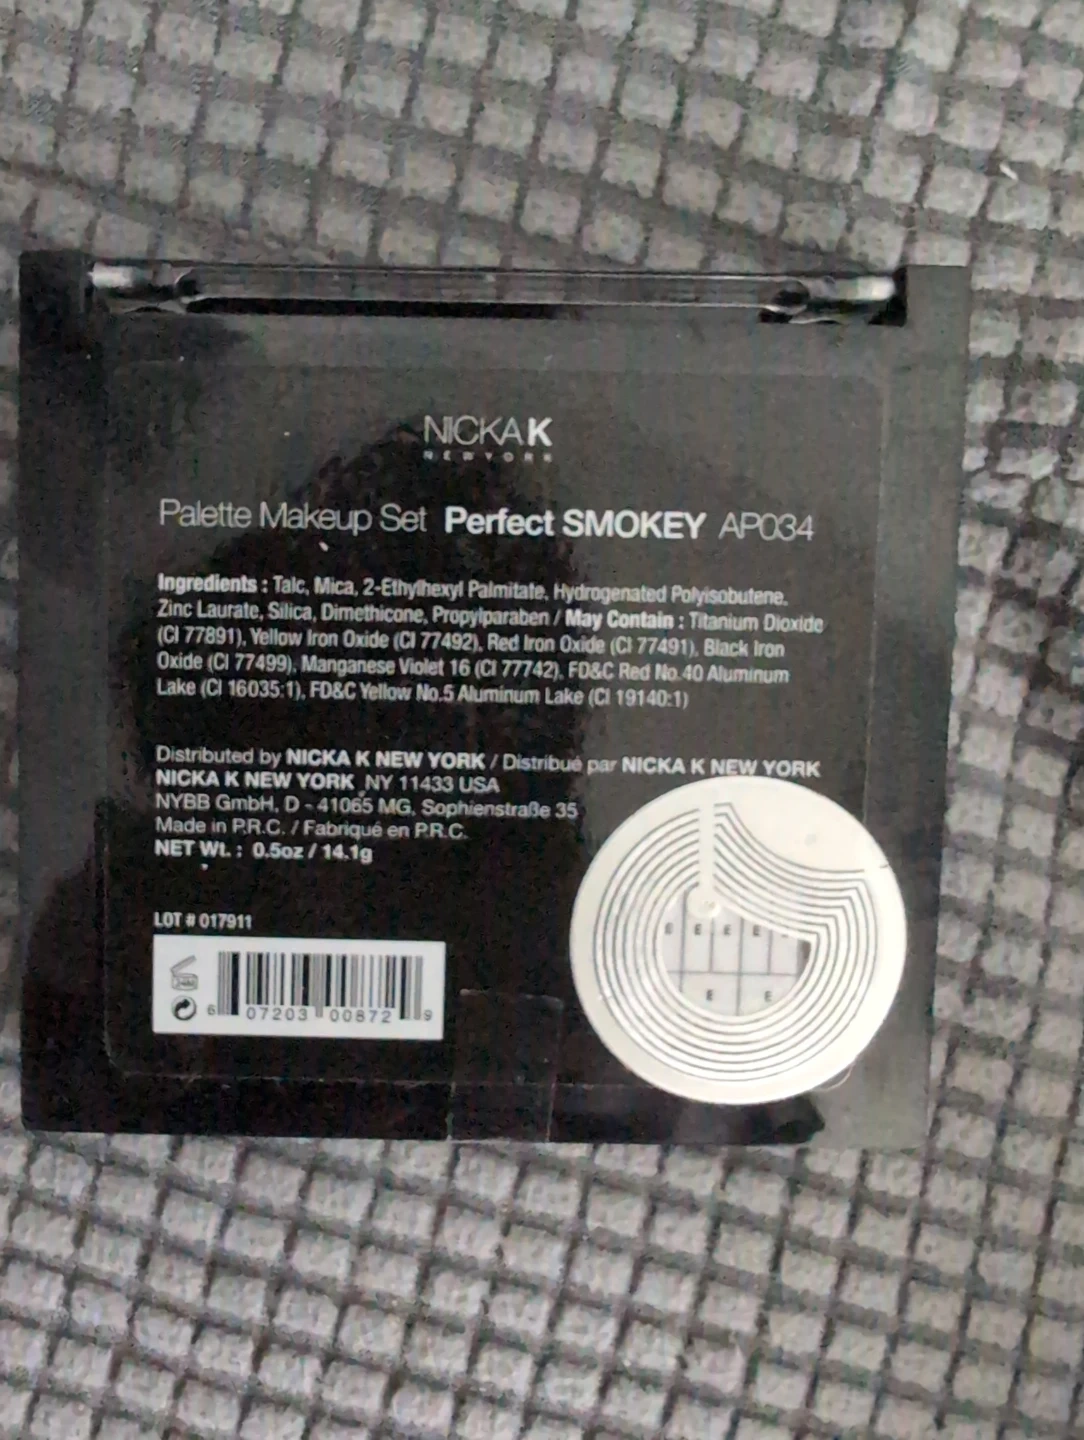 NICKA K
NEW YORK
Palette Makeup Set Perfect SMOKEY AP034
Ingredients : Talc, Mica, 2-Ethylhexyl Palmitate, Hydrogenated Polyisobutene,
Zinc Laurate, Silica, Dimethicone, Propylparaben / May Contain : Titanium Dioxide
(CI 77891), Yellow Iron Oxide (CI 77492), Red Iron Oxide (CI 77491), Black Iron
Oxide (CI 77499), Manganese Violet 16 (CI 77742), FD&C Red No.40 Aluminum
Lake (CI 16035:1), FD&C Yellow No.5 Aluminum Lake (CI 19140:1)
Distributed by NICKA K NEW YORK / Distribué par NICKA K NEW YORK
NICKA K NEW YORK ,NY 11433 USA
NYBB GmbH, D - 41065 MG, Sophienstraße 35
Made in P.R.C. / Fabriqué en P.R.C.
NET Wt. : 0.5oz / 14.1g
LOT # 017911
6 07203 00872 9
E E E E
E E